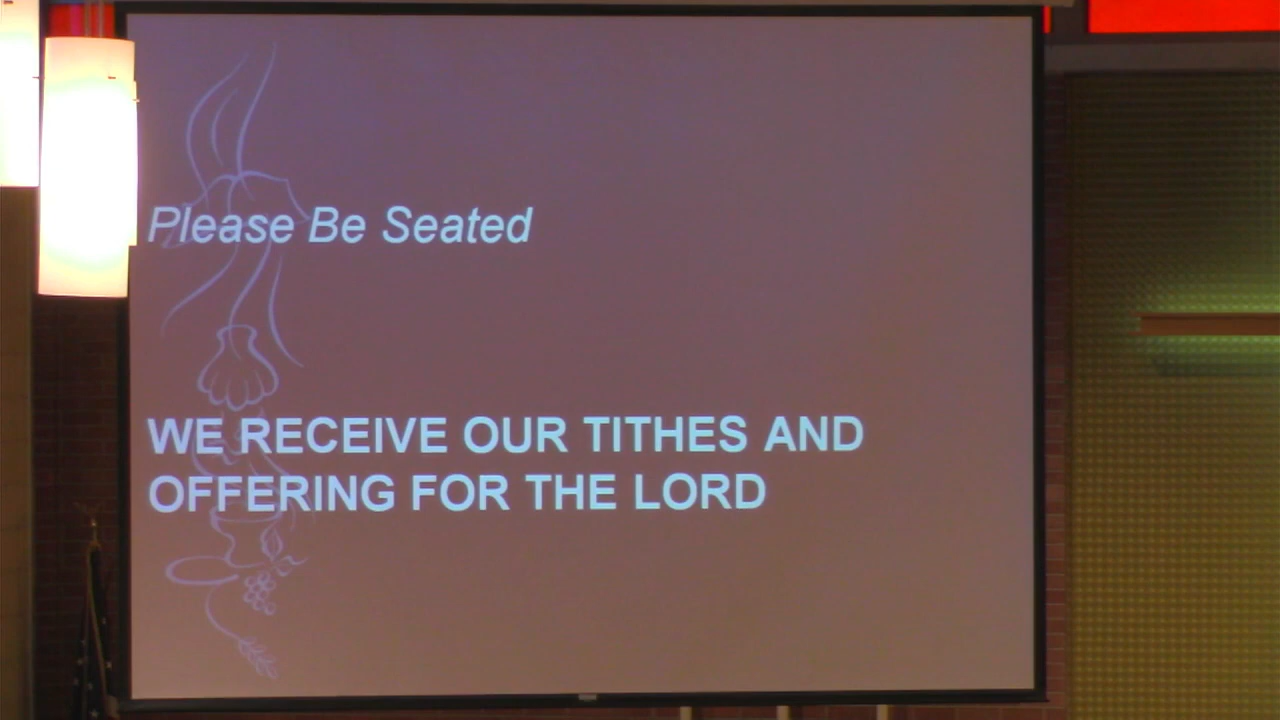 Please Be Seated
WE RECEIVE OUR TITHES AND
OFFERING FOR THE LORD